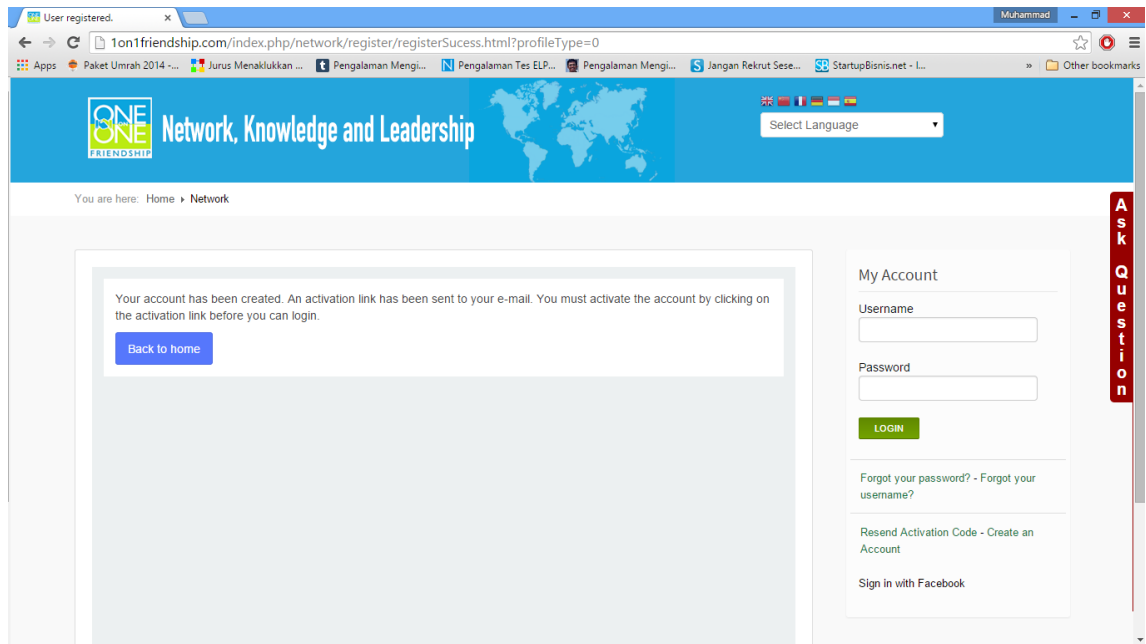 User registered.
Muhammad
1on1friendship.com/index.php/network/register/registerSucess.html?profileType=0
Apps
Paket Umrah 2014 -...
Jurus Menaklukkan ...
Pengalaman Mengi...
Pengalaman Tes ELP...
Pengalaman Mengi...
Jangan Rekrut Sese...
StartupBisnis.net - I...
»
Other bookmarks
ONE
ONE
FRIENDSHIP
Network, Knowledge and Leadership
Select Language
You are here: Home Network
Ask Question
Your account has been created. An activation link has been sent to your e-mail. You must activate the account by clicking on
the activation link before you can login.
Back to home
My Account
Username
Password
LOGIN
Forgot your password? - Forgot your
username?
Resend Activation Code - Create an
Account
Sign in with Facebook